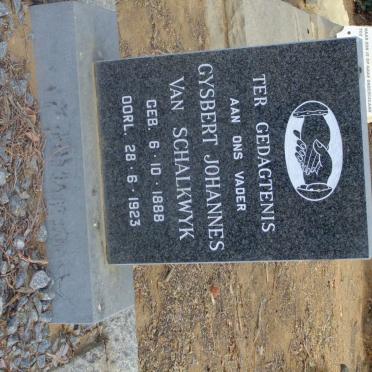 TER GEDAGTENIS
AAN ONS VADER
GYSBERT JOHANNES
VAN SCHALKWYK
GEB. 6·10·1888
OORL. 28·6·1923